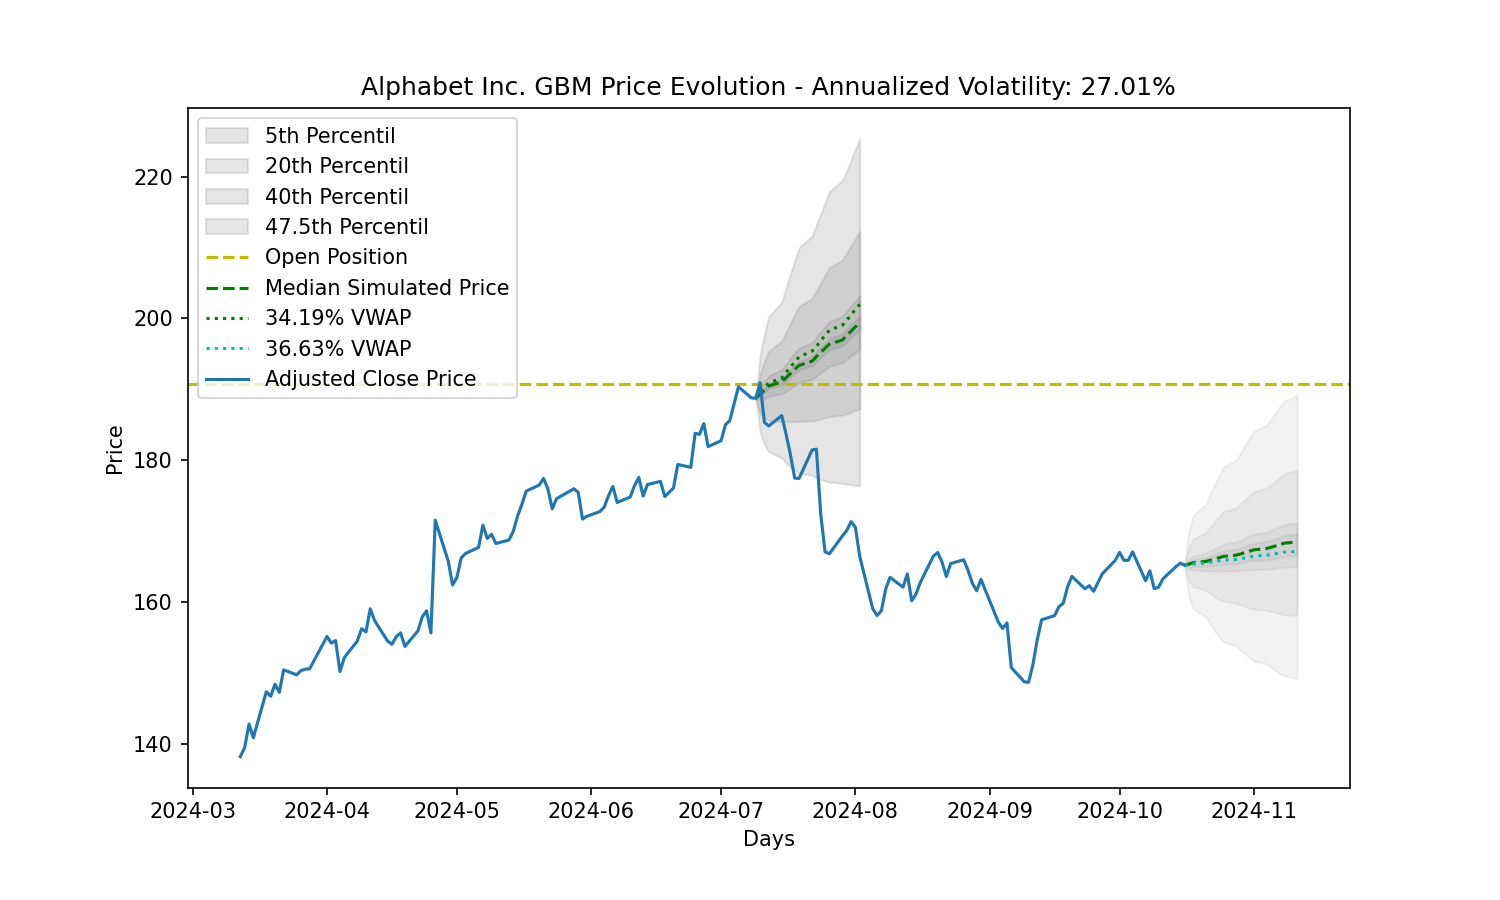 Alphabet Inc. GBM Price Evolution - Annualized Volatility: 27.01%
5th Percentil
20th Percentil
40th Percentil
47.5th Percentil
Open Position
Median Simulated Price
34.19% VWAP
36.63% VWAP
Adjusted Close Price
Price
220
200
180
160
140
2024-03 2024-04 2024-05 2024-06 2024-07 2024-08 2024-09 2024-10 2024-11
Days